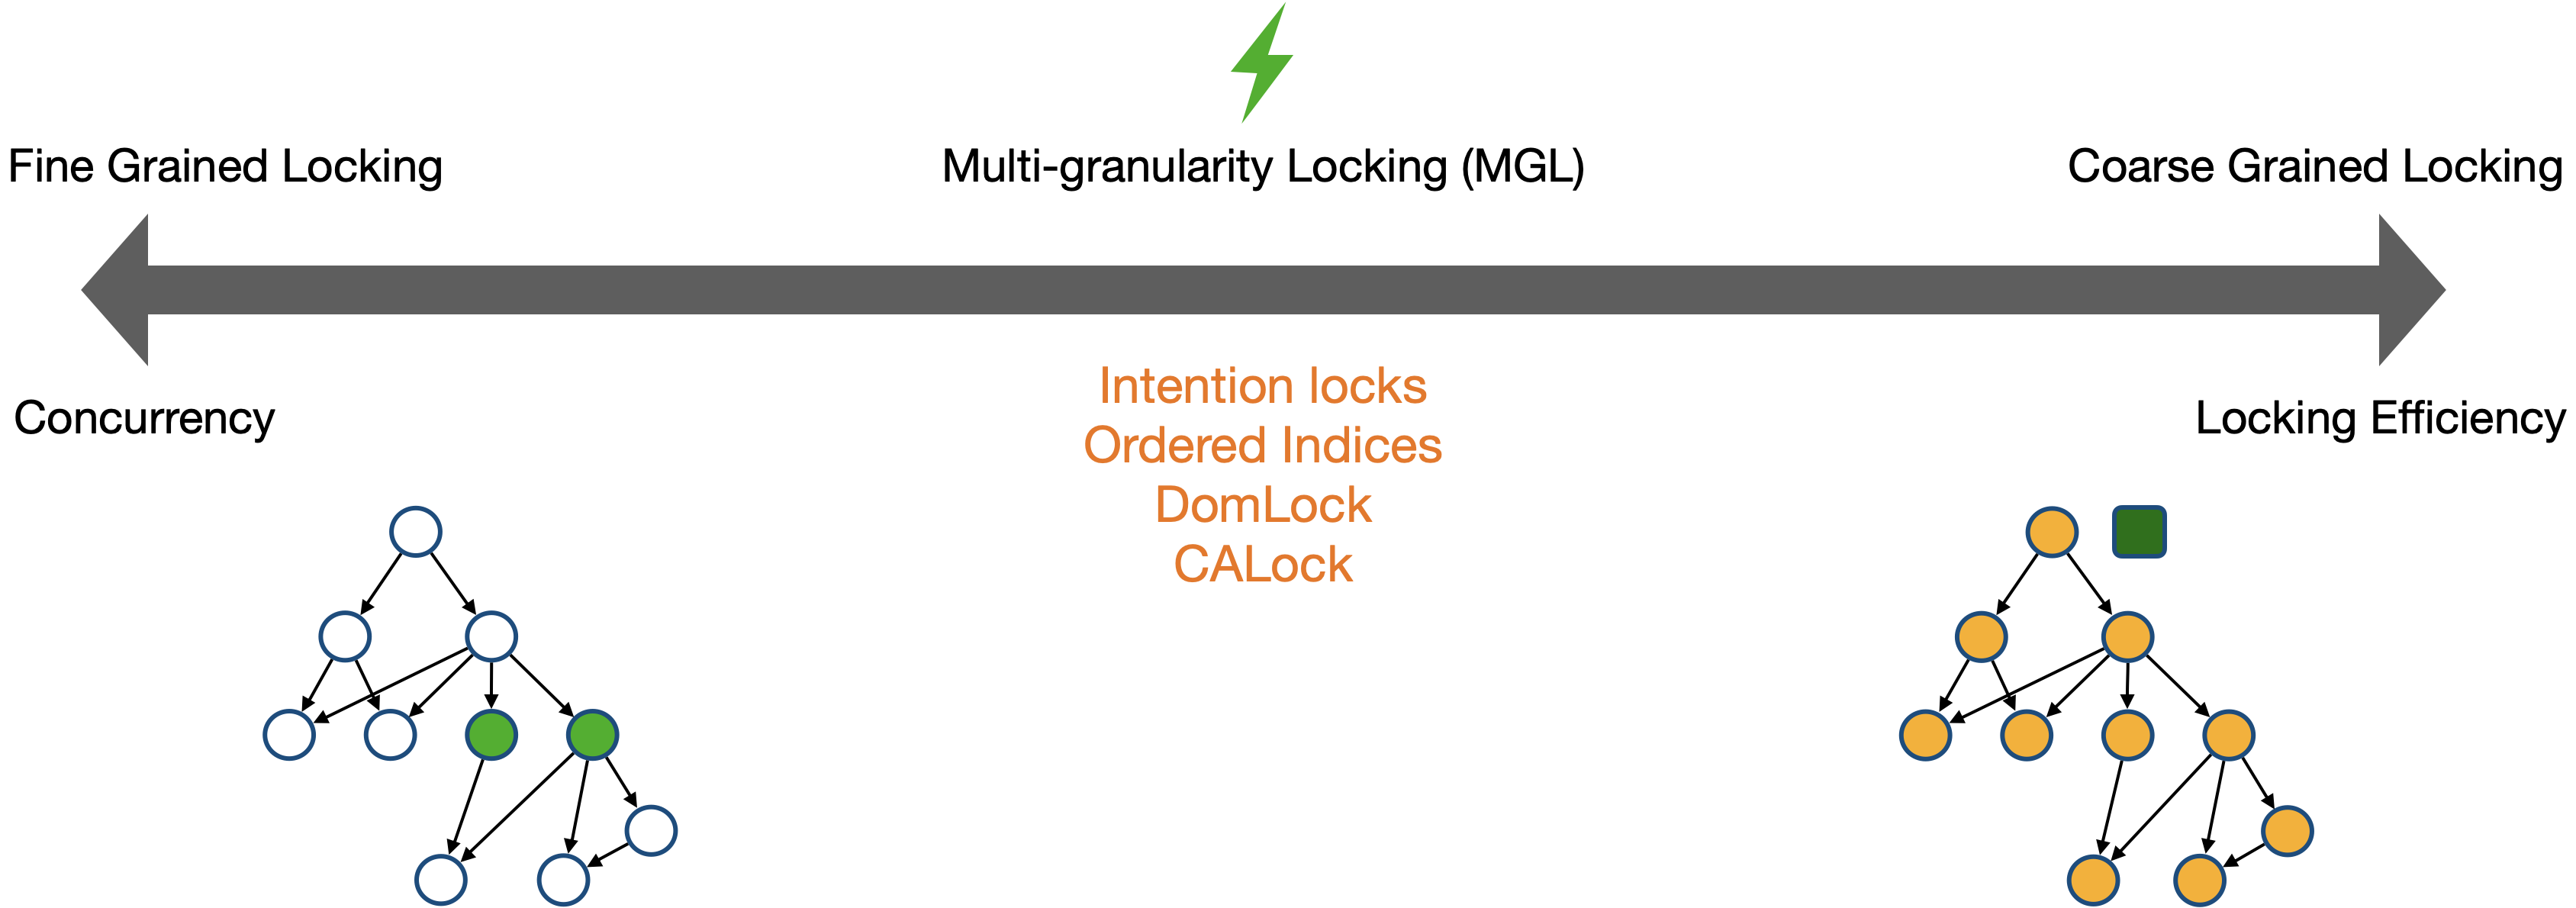 Fine Grained Locking
Multi-granularity Locking (MGL)
Coarse Grained Locking
Concurrency
Intention locks
Ordered Indices
DomLock
CALock
Locking Efficiency